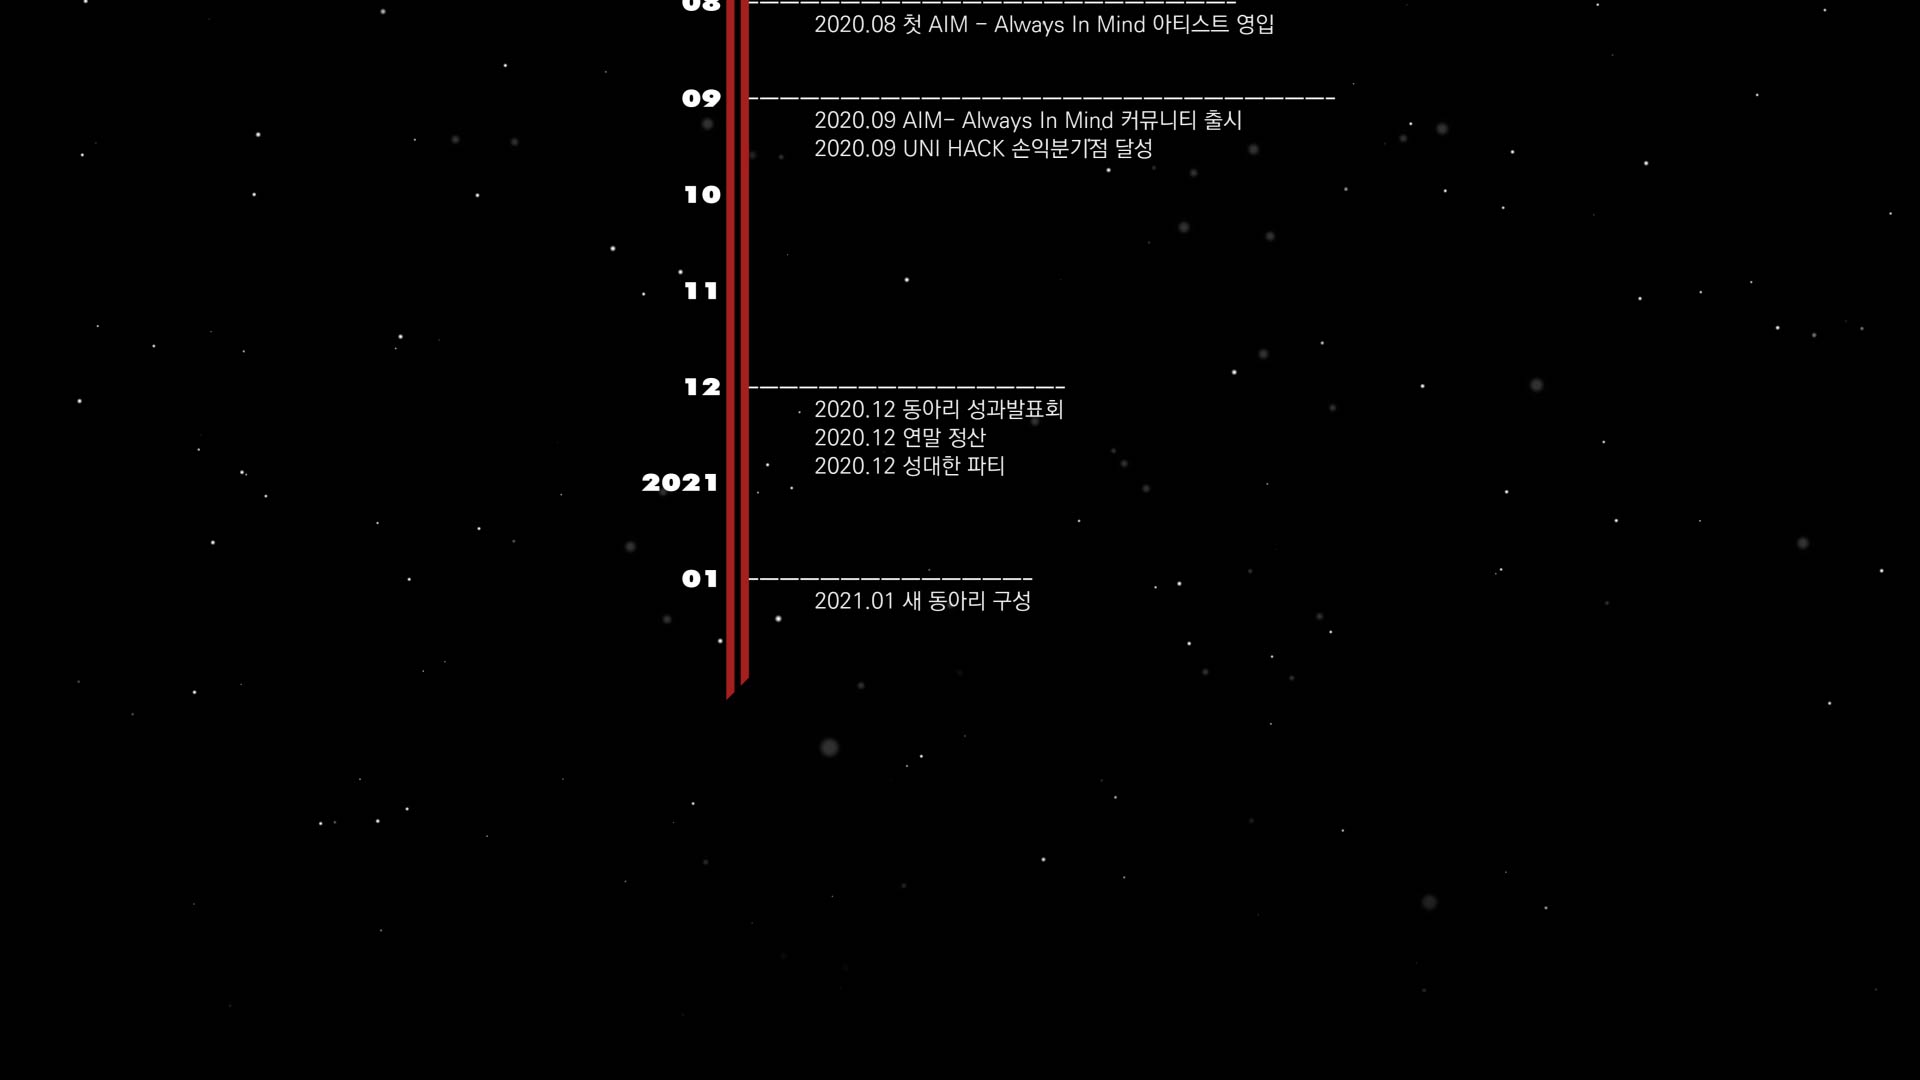 08
2020.08 첫 AIM - Always In Mind 아티스트 영입
09
2020.09 AIM- Always In Mind 커뮤니티 출시
2020.09 UNI HACK 손익분기점 달성
10
11
12
2020.12 동아리 성과발표회
2020.12 연말 정산
2020.12 성대한 파티
2021
01
2021.01 새 동아리 구성